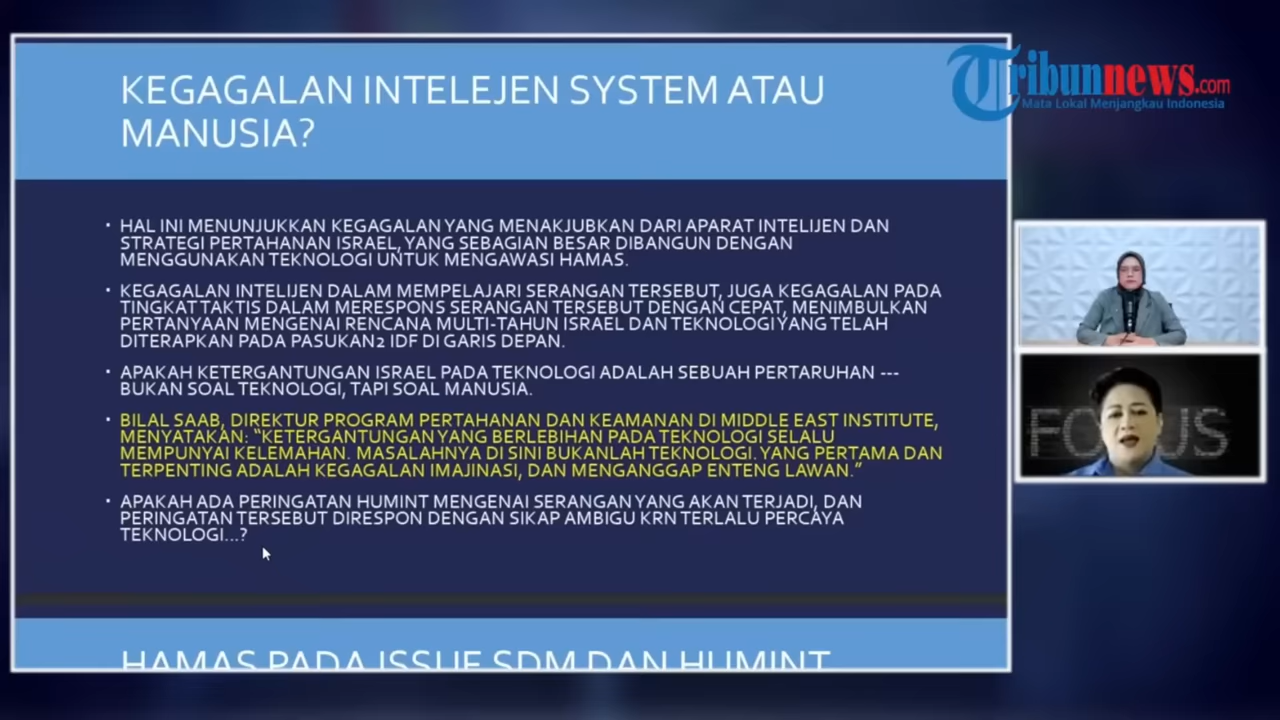 KEGAGALAN INTELEJEN SYSTEM ATAU
MANUSIA?
Tribunnews.com
Mata Lokal Menjangkau Indonesia
• HAL INI MENUNJUKKAN KEGAGALAN YANG MENAKJUBKAN DARI APARAT INTELIJEN DAN
STRATEGI PERTAHANAN ISRAEL, YANG SEBAGIAN BESAR DIBANGUN DENGAN
MENGGUNAKAN TEKNOLOGI UNTUK MENGAWASI HAMAS.
• KEGAGALAN INTELIJEN DALAM MEMPELAJARI SERANGAN TERSEBUT, JUGA KEGAGALAN PADA
TINGKAT TAKTIS DALAM MERESPONS SERANGAN TERSEBUT DENGAN CEPAT, MENIMBULKAN
PERTANYAAN MENGENAI RENCANA MULTI-TAHUN ISRAEL DAN TEKNOLOGI YANG TELAH
DITERAPKAN PADA PASUKAN2 IDF DI GARIS DEPAN.
• APAKAH KETERGANTUNGAN ISRAEL PADA TEKNOLOGI ADALAH SEBUAH PERTARUHAN ---
BUKAN SOAL TEKNOLOGI, TAPI SOAL MANUSIA.
• BILAL SAAB, DIREKTUR PROGRAM PERTAHANAN DAN KEAMANAN DI MIDDLE EAST INSTITUTE,
MENYATAKAN: “KETERGANTUNGAN YANG BERLEBIHAN PADA TEKNOLOGI SELALU
MEMPUNYAI KELEMAHAN. MASALAHNYA DI SINI BUKANLAH TEKNOLOGI. YANG PERTAMA DAN
TERPENTING ADALAH KEGAGALAN IMAJINASI, DAN MENGANGGAP ENTENG LAWAN.”
• APAKAH ADA PERINGATAN HUMINT MENGENAI SERANGAN YANG AKAN TERJADI, DAN
PERINGATAN TERSEBUT DIRESPON DENGAN SIKAP AMBIGU KRN TERLALU PERCAYA
TEKNOLOGI...?
HAMAS PADA ISSUE SDM DAN HUMINT